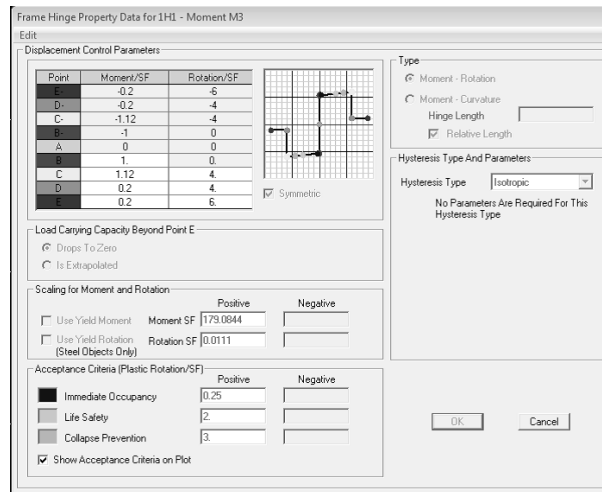 Frame Hinge Property Data for 1H1 - Moment M3
Edit
Displacement Control Parameters
Point Moment/SF Rotation/SF
E- -0.2 -6
D- -0.2 -4
C- -1.12 -4
B- -1 0
A 0 0
B 1. 0.
C 1.12 4.
D 0.2 4.
E 0.2 6.
Symmetric
Load Carrying Capacity Beyond Point E
Drops To Zero
Is Extrapolated
Scaling for Moment and Rotation
Positive Negative
Use Yield Moment Moment SF 179.0844
Use Yield Rotation Rotation SF 0.0111
(Steel Objects Only)
Acceptance Criteria (Plastic Rotation/SF)
Positive Negative
Immediate Occupancy 0.25
Life Safety 2.
Collapse Prevention 3.
Show Acceptance Criteria on Plot
Type
Moment - Rotation
Moment - Curvature
Hinge Length
Relative Length
Hysteresis Type And Parameters
Hysteresis Type Isotropic
No Parameters Are Required For This
Hysteresis Type
OK Cancel